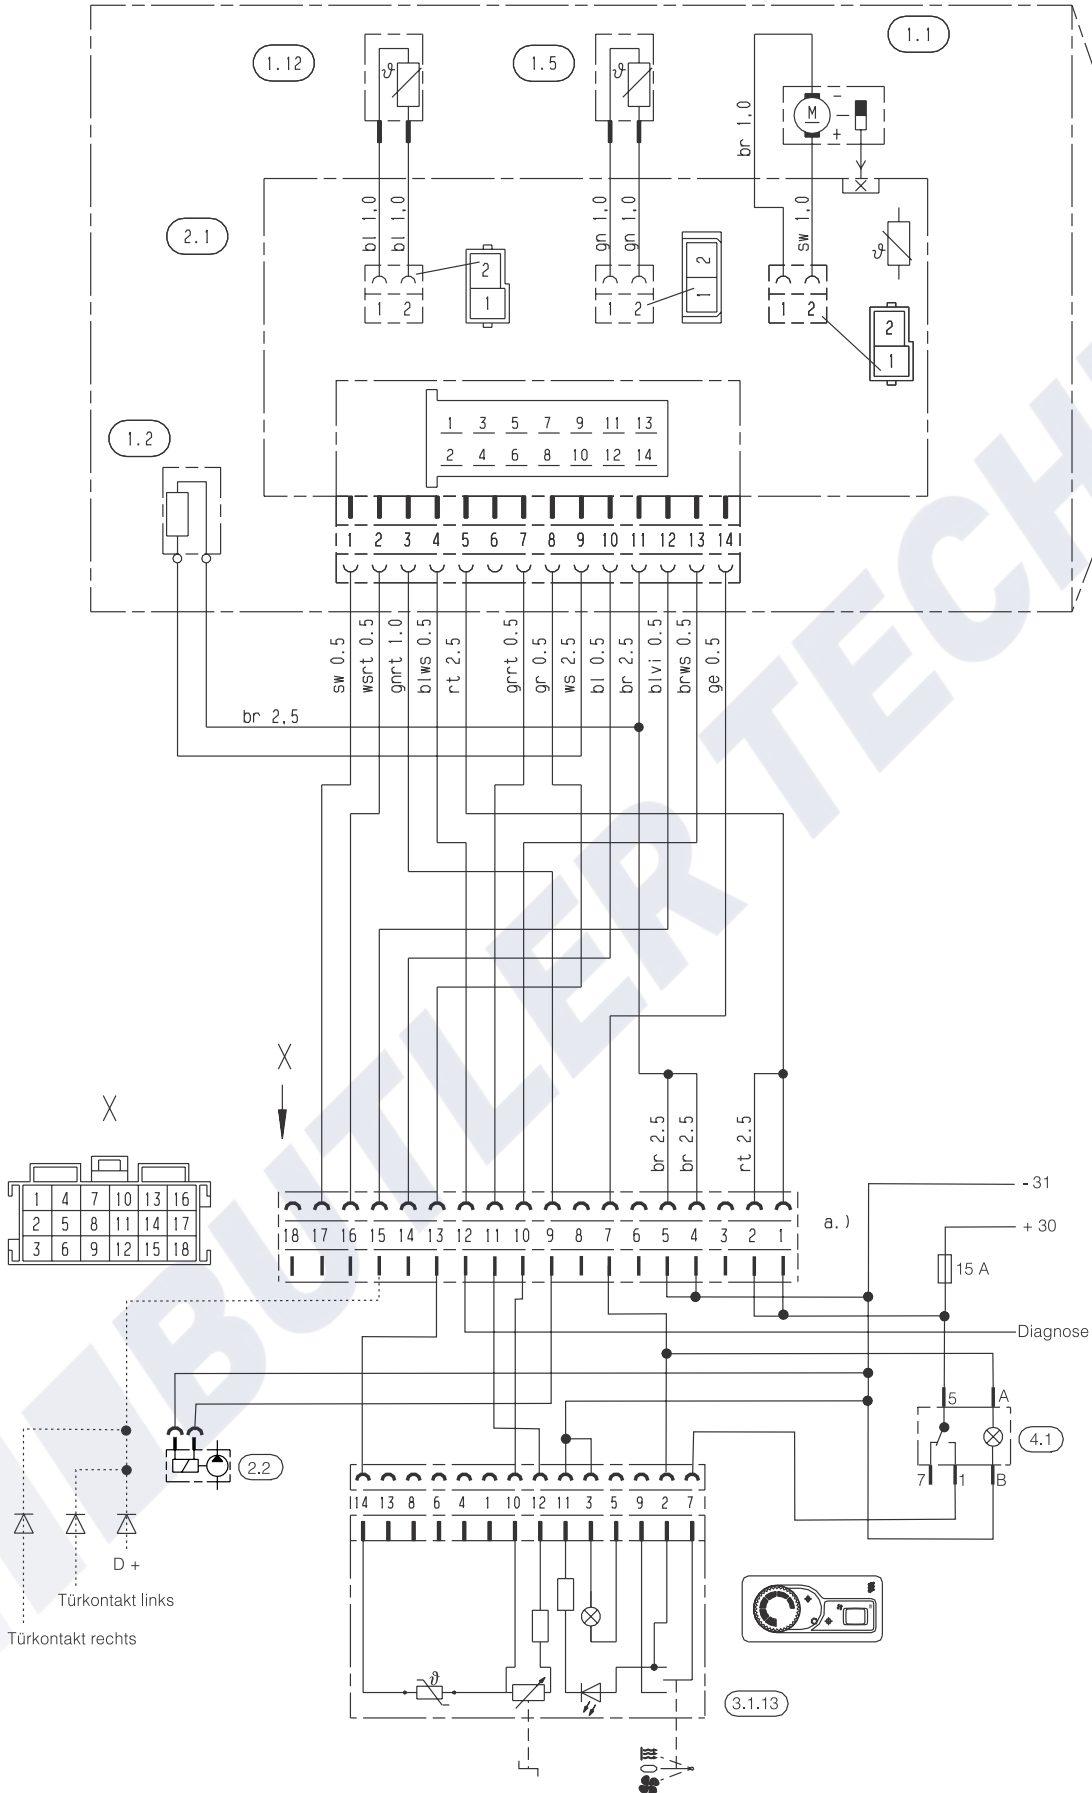 1.12
1.5
1.1
ϑ
ϑ
M
-
+
br 1,0
2.1
bl 1,0
bl 1,0
gn 1,0
gn 1,0
sw 1,0
ϑ
2
1
2
1
1 2
1 2
1 2
2
1
1.2
1 3 5 7 9 11 13
2 4 6 8 10 12 14
1 2 3 4 5 6 7 8 9 10 11 12 13 14
sw 0.5
wsrt 0.5
gnrt 1.0
blws 0.5
rt 2.5
grrt 0.5
gr 0.5
ws 2.5
bl 0.5
br 2.5
blvi 0.5
brws 0.5
ge 0.5
br 2,5
X
X
br 2.5
br 2.5
rt 2.5
1 4 7 10 13 16
2 5 8 11 14 17
3 6 9 12 15 18
18 17 16 15 14 13 12 11 10 9 8 7 6 5 4 3 2 1
a.)
- 31
+ 30
15 A
Diagnose
5 A
4.1
7 1 B
2.2
14 13 8 6 4 1 10 12 11 3 5 9 2 7
D +
Türkontakt links
Türkontakt rechts
ϑ
3.1.13
BUTLER TECH